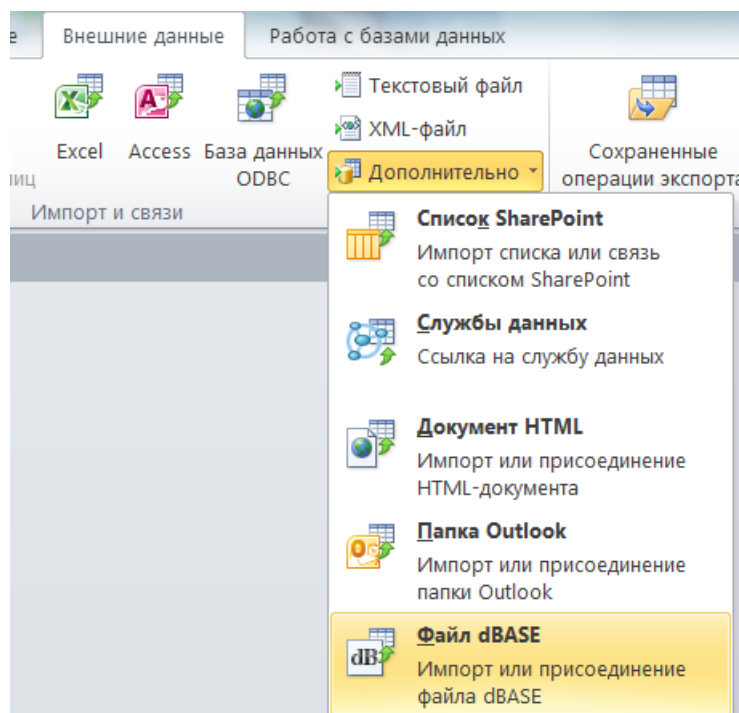 е Внешние данные Работа с базами данных
Текстовый файл
XML-файл
Excel Access База данных ODBC
Дополнительно
Сохраненные операции экспорта
иц
Импорт и связи
Список SharePoint
Импорт списка или связь
со списком SharePoint
Службы данных
Ссылка на службу данных
Документ HTML
Импорт или присоединение
HTML-документа
Папка Outlook
Импорт или присоединение
папки Outlook
dB
Файл dBASE
Импорт или присоединение
файла dBASE